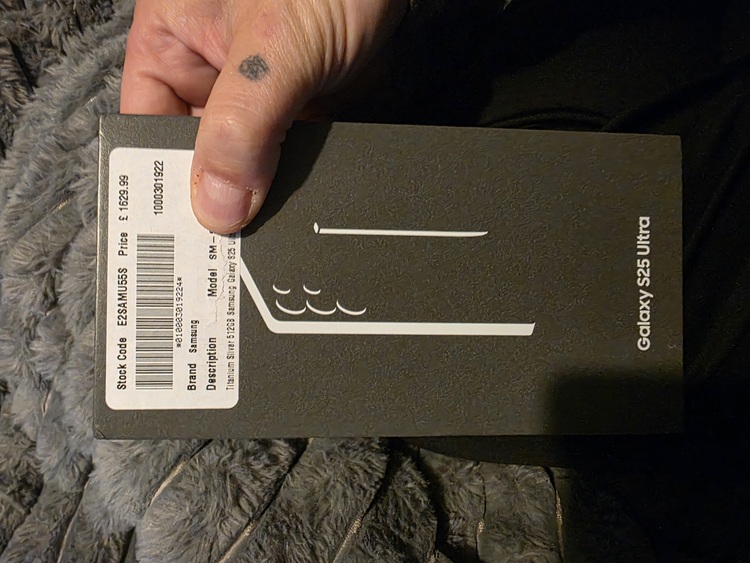 Stock Code E2SAMU55S Price £ 1629.99
1000301922
*0100003019224*
Brand Samsung
Description Model SM-
Titanium Silver 512GB Samsung Galaxy S25
Galaxy S25 Ultra